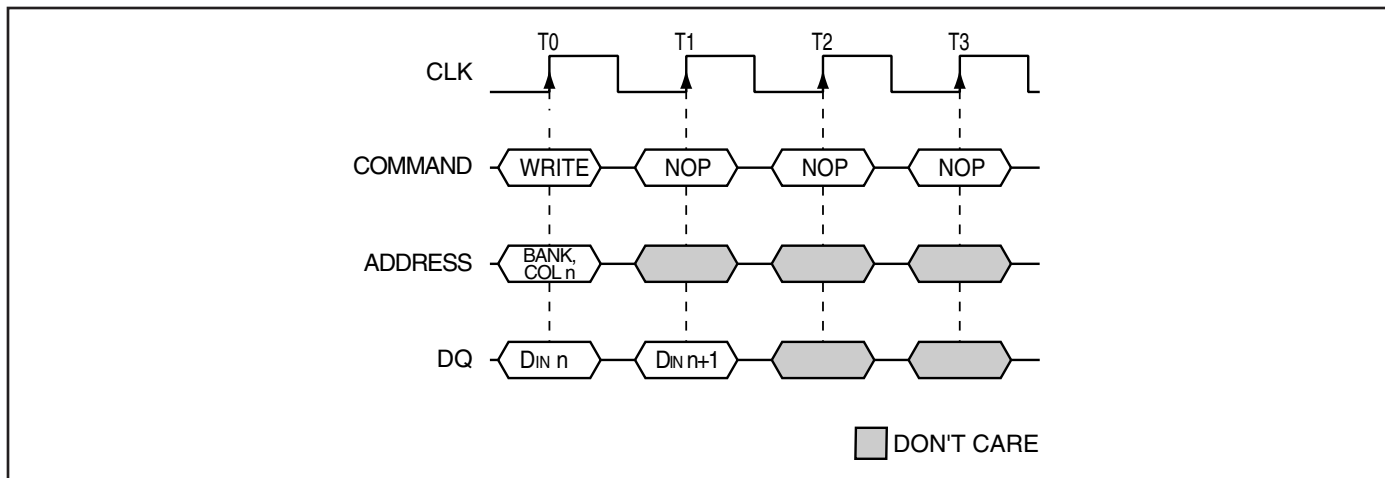 T0 T1 T2 T3
CLK
COMMAND WRITE NOP NOP NOP
ADDRESS BANK,
COL n
DQ DIN n DIN n+1
DON'T CARE